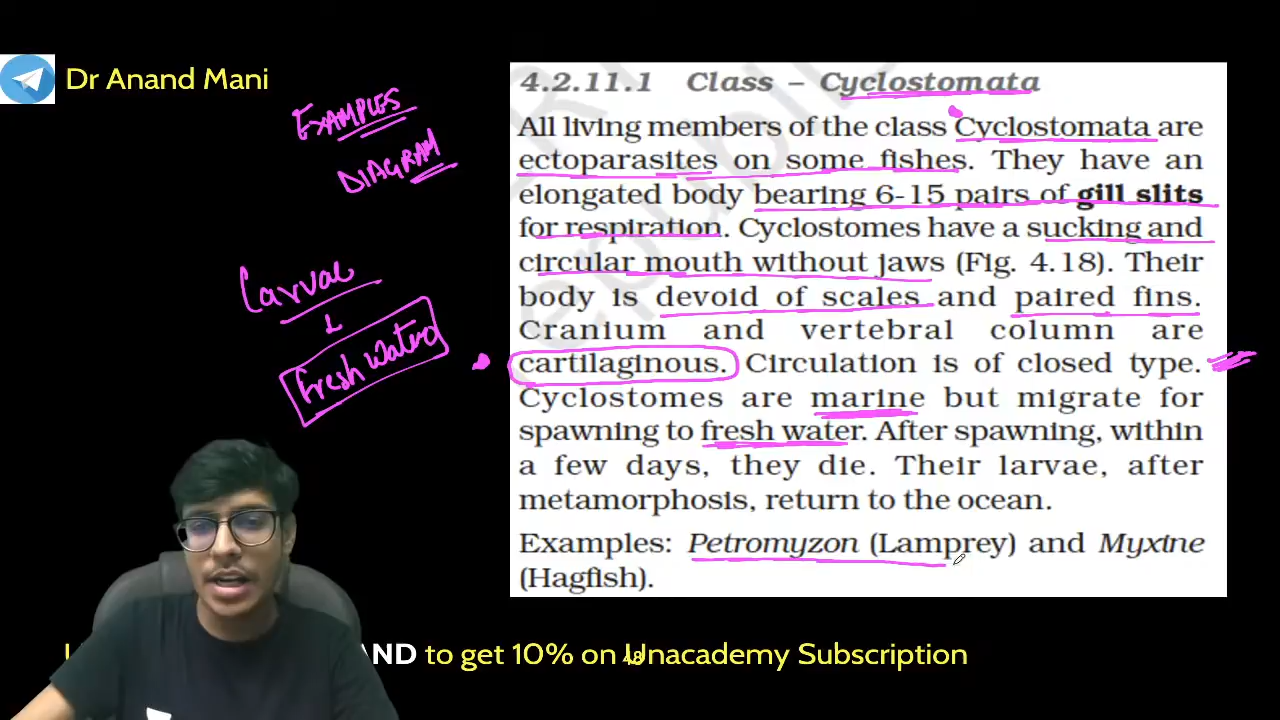 Dr Anand Mani
EXAMPLES
DIAGRAM
Larvae
Fresh water
4.2.11.1 Class – Cyclostomata
All living members of the class Cyclostomata are
ectoparasites on some fishes. They have an
elongated body bearing 6-15 pairs of gill slits
for respiration. Cyclostomes have a sucking and
circular mouth without jaws (Fig. 4.18). Their
body is devoid of scales and paired fins.
Cranium and vertebral column are
cartilaginous. Circulation is of closed type.
Cyclostomes are marine but migrate for
spawning to fresh water. After spawning, within
a few days, they die. Their larvae, after
metamorphosis, return to the ocean.
Examples: Petromyzon (Lamprey) and Myxine
(Hagfish).
AND to get 10% on Unacademy Subscription